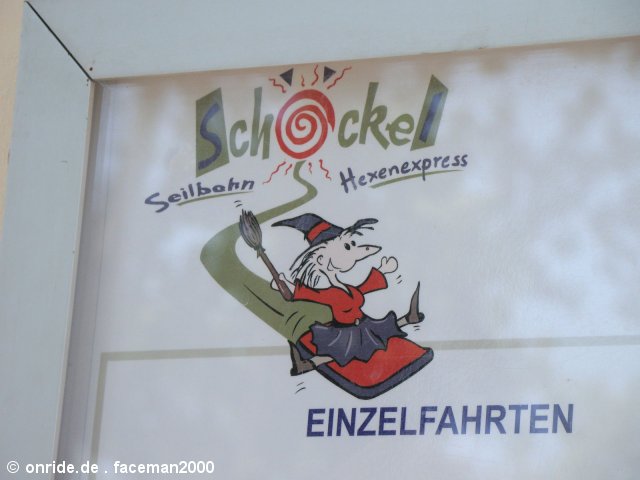 Schöckel
Seilbahn Hexenexpress
EINZELFAHRTEN
© onride.de . faceman2000